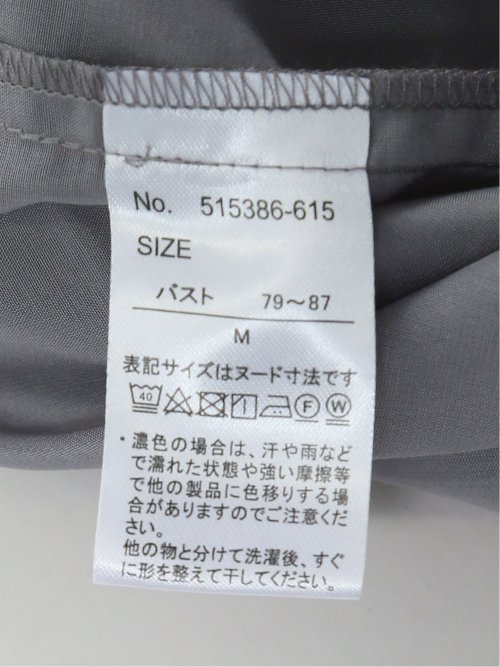 No. 515386-615
SIZE
バスト 79～87
M
表記サイズはヌード寸法です
40 F W
・濃色の場合は、汗や雨など
で濡れた状態や強い摩擦等
で他の製品に色移りする場
合がありますのでご注意くだ
さい。
他の物と分けて洗濯後、すぐ
に形を整えて干してください。